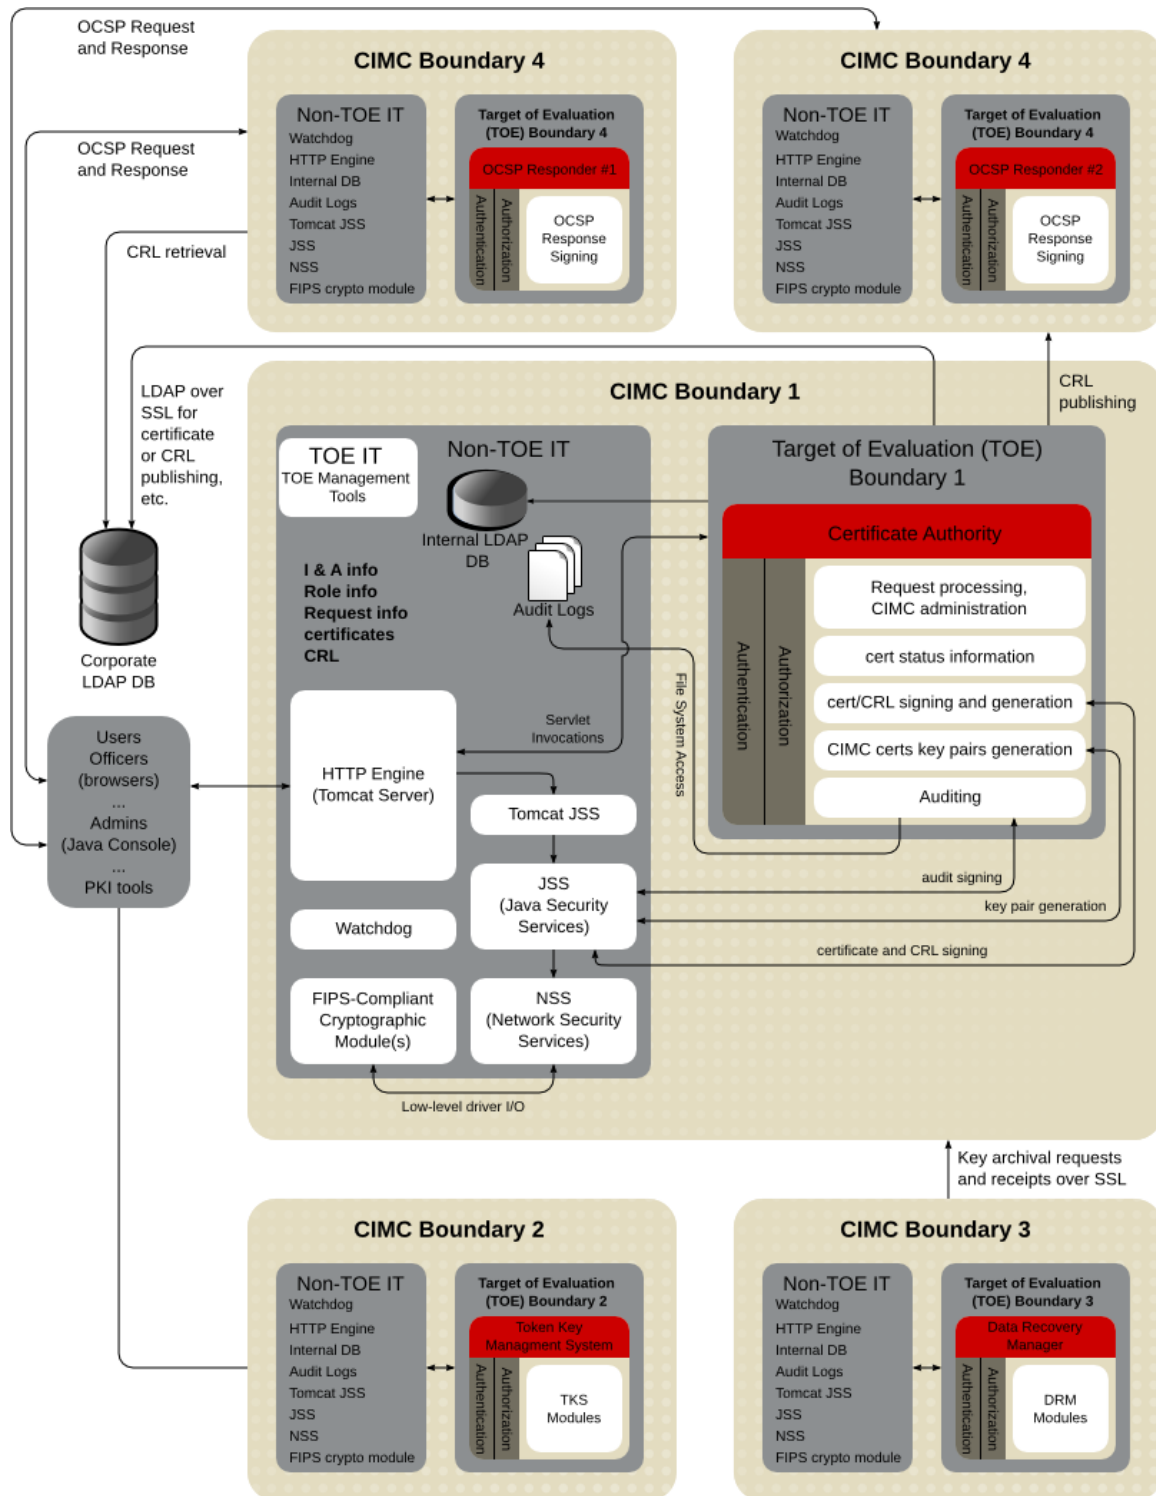 OCSP Request
and Response
OCSP Request
and Response
CRL retrieval
CIMC Boundary 4
Non-TOE IT
Watchdog
HTTP Engine
Internal DB
Audit Logs
Tomcat JSS
JSS
NSS
FIPS crypto module
Target of Evaluation
(TOE) Boundary 4
OCSP Responder #1
Authentication
Authorization
OCSP
Response
Signing
CIMC Boundary 4
Non-TOE IT
Watchdog
HTTP Engine
Internal DB
Audit Logs
Tomcat JSS
JSS
NSS
FIPS crypto module
Target of Evaluation
(TOE) Boundary 4
OCSP Responder #2
Authentication
Authorization
OCSP
Response
Signing
LDAP over
SSL for
certificate
or CRL
publishing,
etc.
CRL
publishing
Corporate
LDAP DB
Users
Officers
(browsers)
...
Admins
(Java Console)
...
PKI tools
CIMC Boundary 1
TOE IT
TOE Management
Tools
Non-TOE IT
Internal LDAP
DB
Audit Logs
I & A info
Role info
Request info
certificates
CRL
HTTP Engine
(Tomcat Server)
Servlet
Invocations
File System Access
Tomcat JSS
JSS
(Java Security
Services)
Watchdog
FIPS-Compliant
Cryptographic
Module(s)
NSS
(Network Security
Services)
Low-level driver I/O
Target of Evaluation (TOE)
Boundary 1
Certificate Authority
Authentication
Authorization
Request processing,
CIMC administration
cert status information
cert/CRL signing and generation
CIMC certs key pairs generation
Auditing
audit signing
key pair generation
certificate and CRL signing
Key archival requests
and receipts over SSL
CIMC Boundary 2
Non-TOE IT
Watchdog
HTTP Engine
Internal DB
Audit Logs
Tomcat JSS
JSS
NSS
FIPS crypto module
Target of Evaluation
(TOE) Boundary 2
Token Key
Managment System
Authentication
Authorization
TKS
Modules
CIMC Boundary 3
Non-TOE IT
Watchdog
HTTP Engine
Internal DB
Audit Logs
Tomcat JSS
JSS
NSS
FIPS crypto module
Target of Evaluation
(TOE) Boundary 3
Data Recovery
Manager
Authentication
Authorization
DRM
Modules